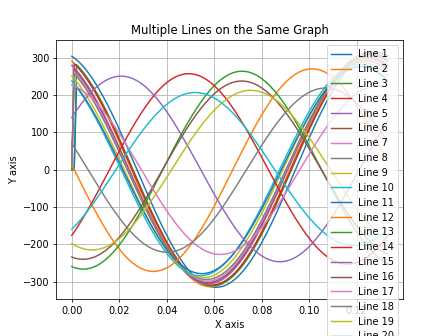 Multiple Lines on the Same Graph
Y axis
300
200
100
0
−100
−200
−300
0.00
0.02
0.04
0.06
0.08
0.10
X axis
Line 1
Line 2
Line 3
Line 4
Line 5
Line 6
Line 7
Line 8
Line 9
Line 10
Line 11
Line 12
Line 13
Line 14
Line 15
Line 16
Line 17
Line 18
Line 19
Line 20